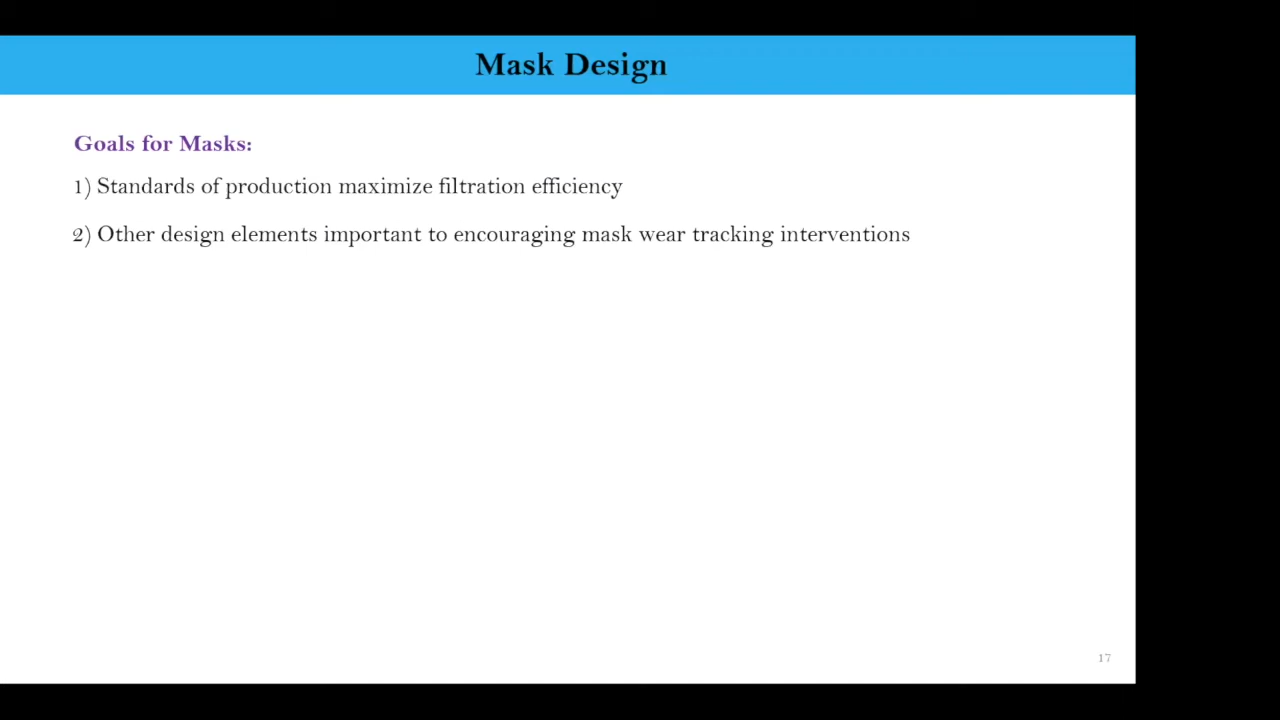 Mask Design
Goals for Masks:
1) Standards of production maximize filtration efficiency
2) Other design elements important to encouraging mask wear tracking interventions
17